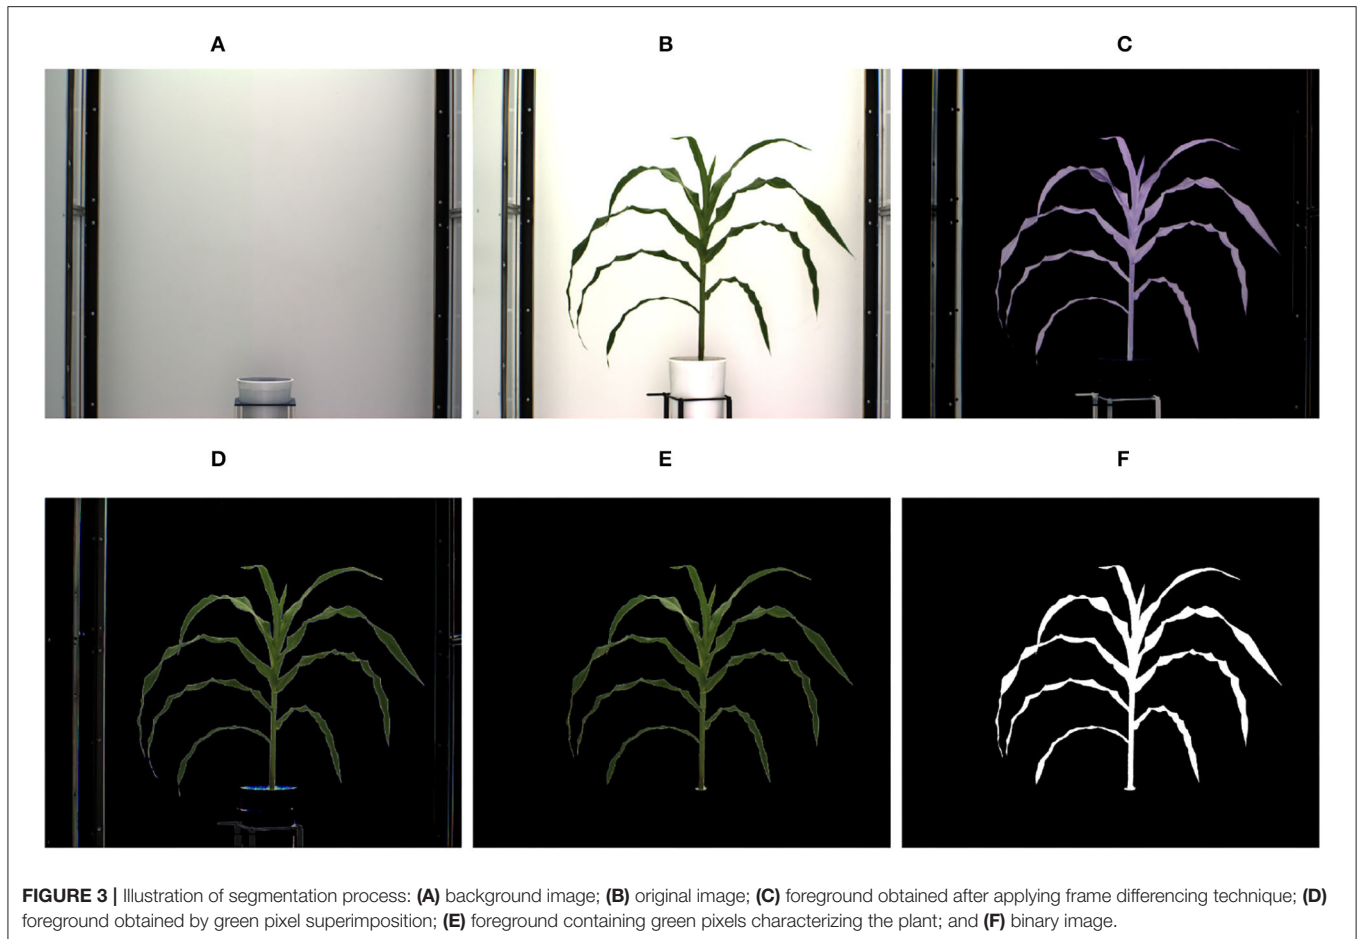 A
B
C
D
E
F
FIGURE 3 | Illustration of segmentation process: (A) background image; (B) original image; (C) foreground obtained after applying frame differencing technique; (D)
foreground obtained by green pixel superimposition; (E) foreground containing green pixels characterizing the plant; and (F) binary image.